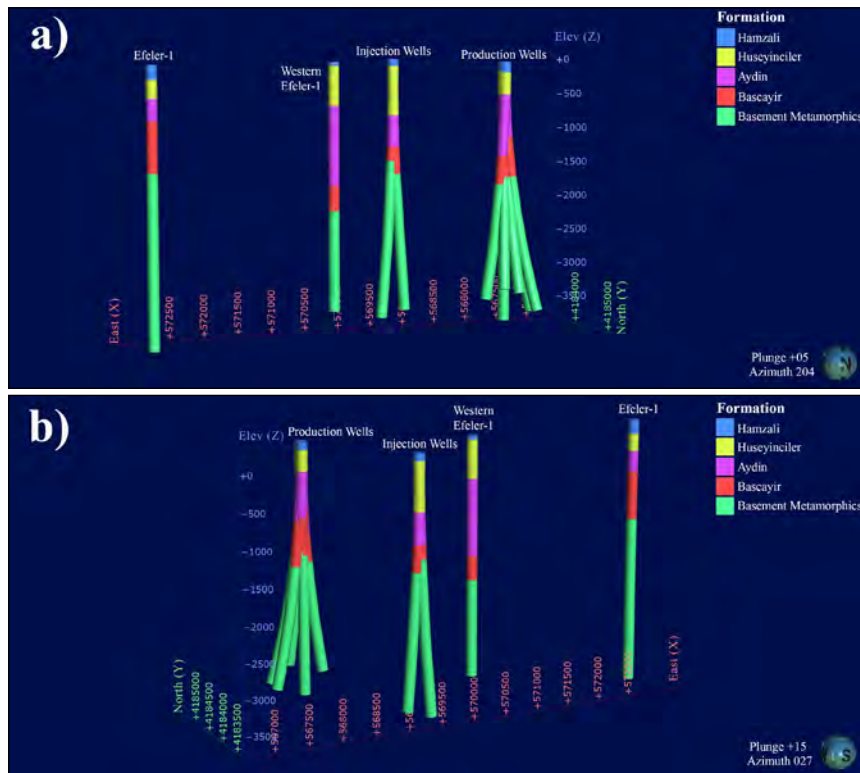 a)
Efeler-1
Western
Efeler-1
Injection Wells
Production Wells
Elev (Z)
+0
−500
−1000
−1500
−2000
−2500
−3000
−3500
Formation
Hamzali
Huseyinciler
Aydin
Bascayir
Basement Metamorphics
East (X)
+572500
+572000
+571500
+571000
+570500
+569500
+568500
+568000
+4184000
+4185000
North (Y)
Plunge +05
Azimuth 204
b)
Elev (Z)
Production Wells
Injection Wells
Western
Efeler-1
Efeler-1
+0
−500
−1000
−1500
−2000
−2500
−3000
−3500
Formation
Hamzali
Huseyinciler
Aydin
Bascayir
Basement Metamorphics
North (Y)
+4185000
+4184500
+4184000
+4183500
+567000
+567500
+568000
+568500
+569500
+570000
+570500
+571000
+571500
+572000
East (X)
Plunge +15
Azimuth 027
S